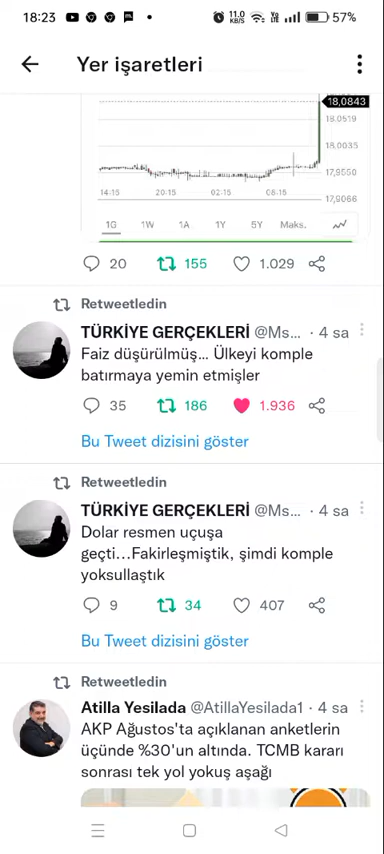 18:23 11.0 KB/S Vo LTE 57%
Yer işaretleri
18,0843
18,0519
18,0035
17,9550
17,9066
14:15 20:15 02:15 08:15
1G 1W 1A 1Y 5Y Maks.
20 155 1.029
Retweetledin
TÜRKİYE GERÇEKLERİ @Ms... · 4 sa
Faiz düşürülmüş... Ülkeyi komple
batırmaya yemin etmişler
35 186 1.936
Bu Tweet dizisini göster
Retweetledin
TÜRKİYE GERÇEKLERİ @Ms... · 4 sa
Dolar resmen uçuşa
geçti...Fakirleşmiştik, şimdi komple
yoksullaştık
9 34 407
Bu Tweet dizisini göster
Retweetledin
Atilla Yesilada @AtillaYesilada1 · 4 sa
AKP Ağustos'ta açıklanan anketlerin
üçünde %30'un altında. TCMB kararı
sonrası tek yol yokuş aşağı